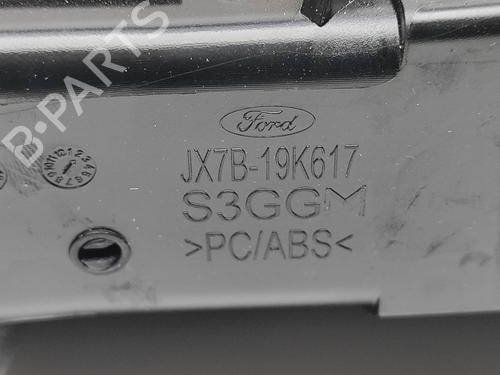 B-PARTS
Ford
JX7B-19K617
S3GGM
>PC/ABS<